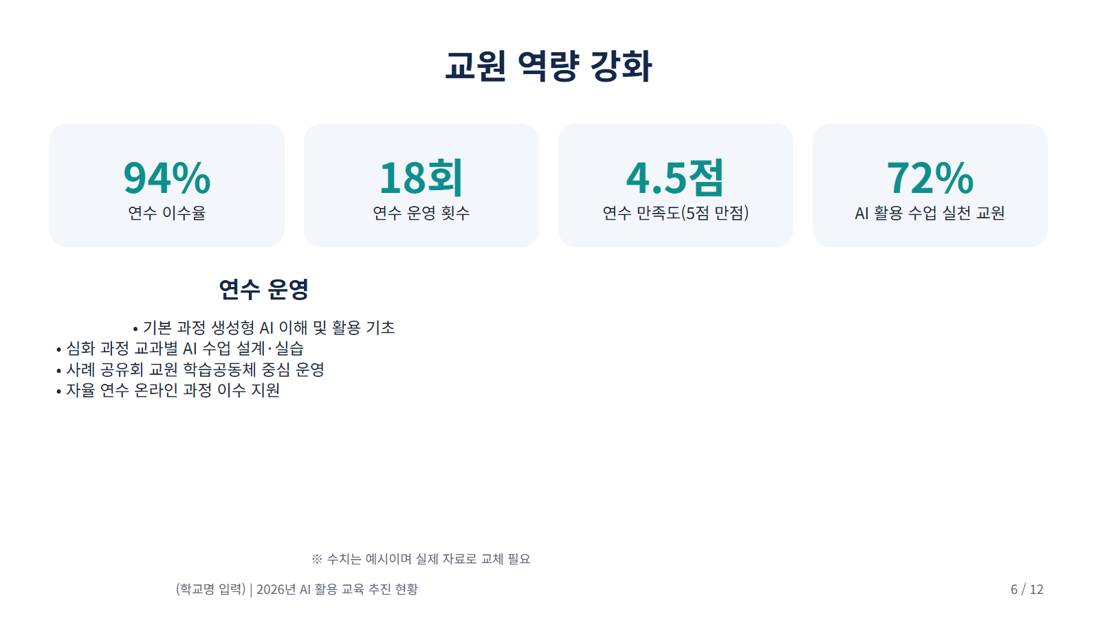 교원 역량 강화
94%
연수 이수율
18회
연수 운영 횟수
4.5점
연수 만족도(5점 만점)
72%
AI 활용 수업 실천 교원
연수 운영
• 기본 과정 생성형 AI 이해 및 활용 기초
• 심화 과정 교과별 AI 수업 설계·실습
• 사례 공유회 교원 학습공동체 중심 운영
• 자율 연수 온라인 과정 이수 지원
※ 수치는 예시이며 실제 자료로 교체 필요
(학교명 입력) | 2026년 AI 활용 교육 추진 현황
6 / 12